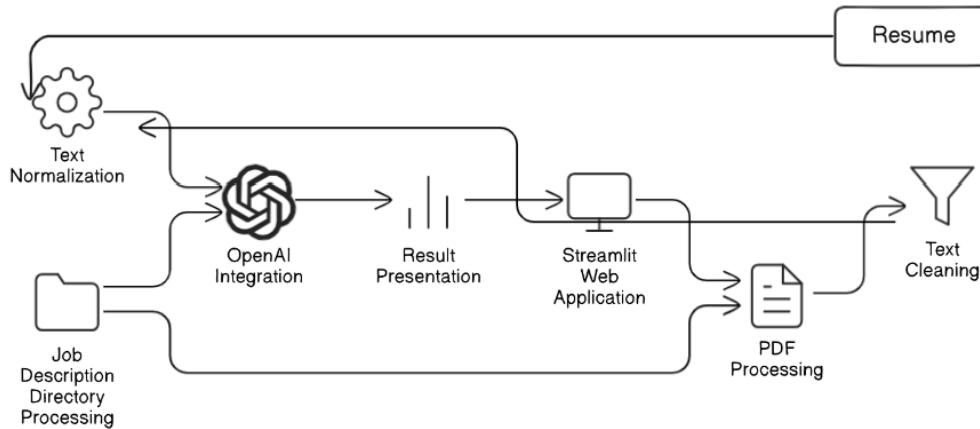 Resume
Text
Normalization
OpenAI
Integration
Result
Presentation
Streamlit
Web
Application
Text
Cleaning
Job
Description
Directory
Processing
PDF
Processing